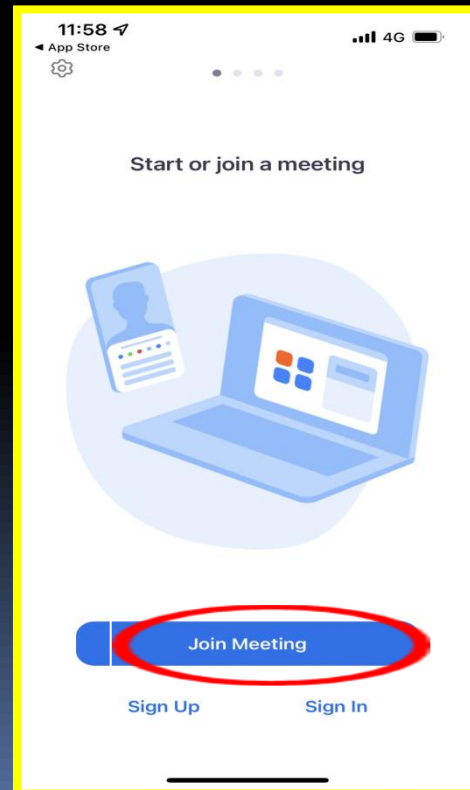 11:58
4G
◄ App Store
Start or join a meeting
Join Meeting
Sign Up Sign In